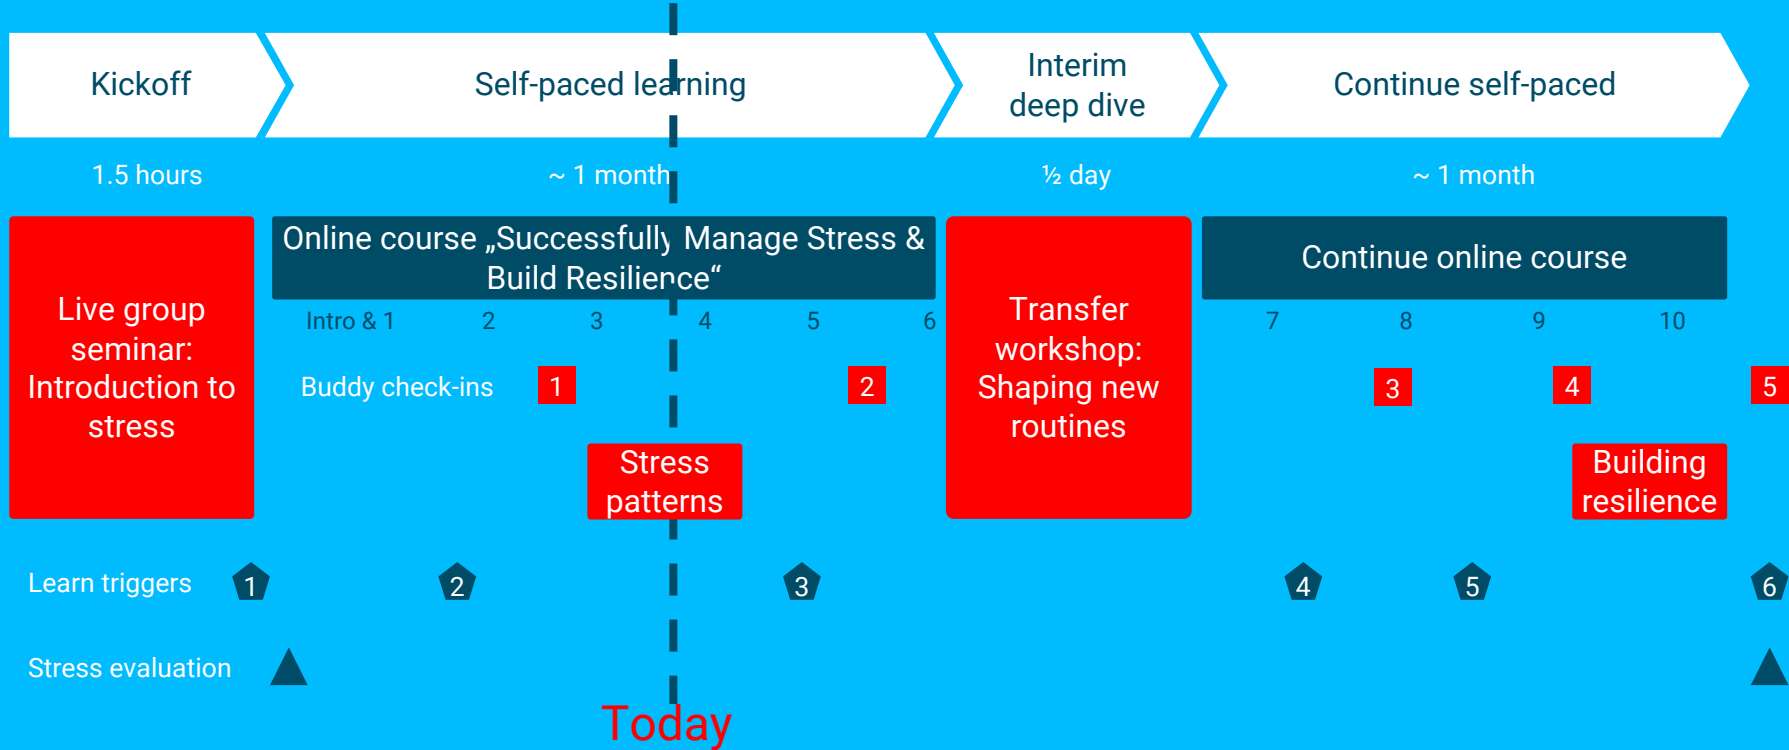 Kickoff
Self-paced learning
Interim
deep dive
Continue self-paced
1.5 hours
~ 1 month
½ day
~ 1 month
Live group
seminar:
Introduction to
stress
Online course „Successfully Manage Stress &
Build Resilience“
Transfer
workshop:
Shaping new
routines
Continue online course
Intro & 1 2 3 4 5 6
7 8 9 10
Buddy check-ins 1 2 3 4 5
Stress
patterns
Building
resilience
Learn triggers 1 2 3 4 5 6
Stress evaluation
Today